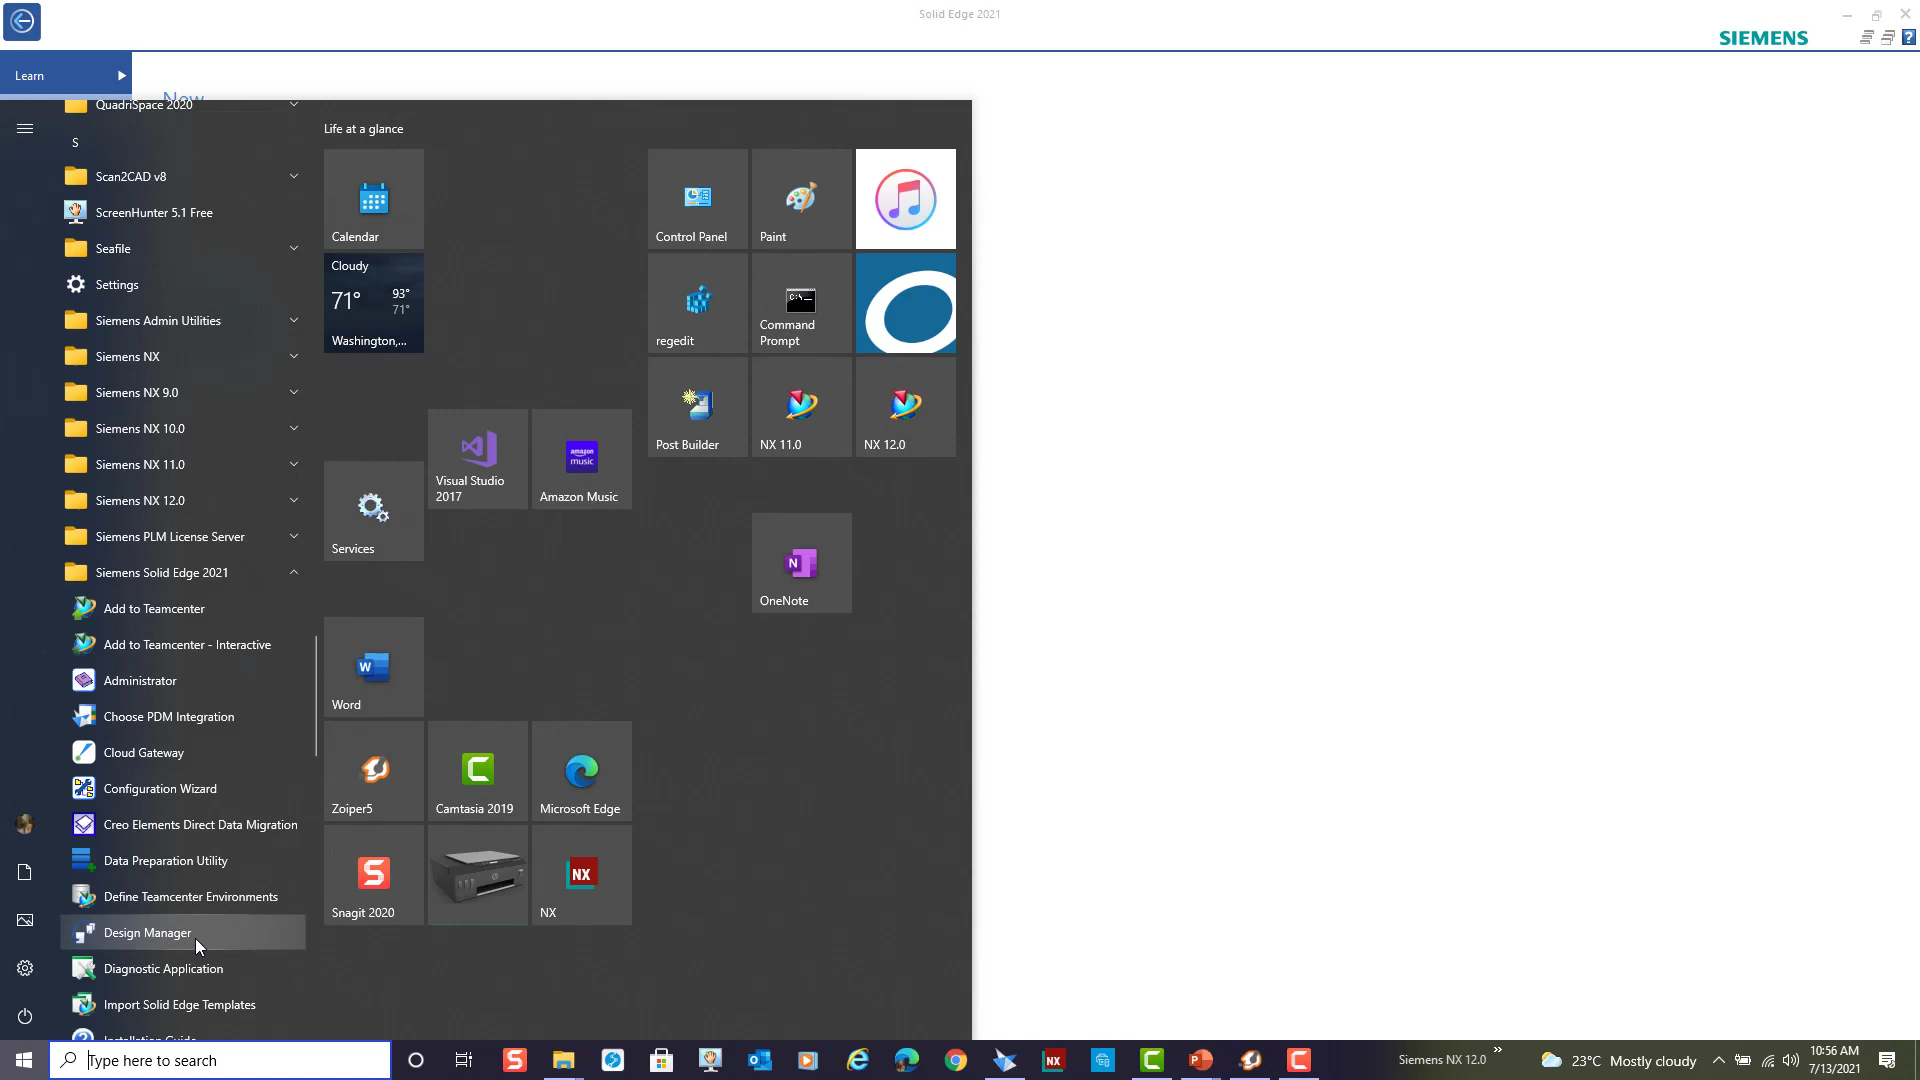 Solid Edge 2021
SIEMENS
?
Learn
New
QuadriSpace 2020
S
Scan2CAD v8
ScreenHunter 5.1 Free
Seafile
Settings
Siemens Admin Utilities
Siemens NX
Siemens NX 9.0
Siemens NX 10.0
Siemens NX 11.0
Siemens NX 12.0
Siemens PLM License Server
Siemens Solid Edge 2021
Add to Teamcenter
Add to Teamcenter - Interactive
Administrator
Choose PDM Integration
Cloud Gateway
Configuration Wizard
Creo Elements Direct Data Migration
Data Preparation Utility
Define Teamcenter Environments
Design Manager
Diagnostic Application
Import Solid Edge Templates
Installation Guide
Life at a glance
Calendar
Control Panel
Paint
Cloudy
71°
93°
71°
Washington,...
regedit
C:\
Command
Prompt
Post Builder
NX 11.0
NX 12.0
Visual Studio
2017
amazon
music
Amazon Music
Services
N
OneNote
W
Word
Zoiper5
C
Camtasia 2019
Microsoft Edge
S
Snagit 2020
NX
NX
Type here to search
S
NX
C
P
C
Siemens NX 12.0
»
23°C Mostly cloudy
10:56 AM
7/13/2021